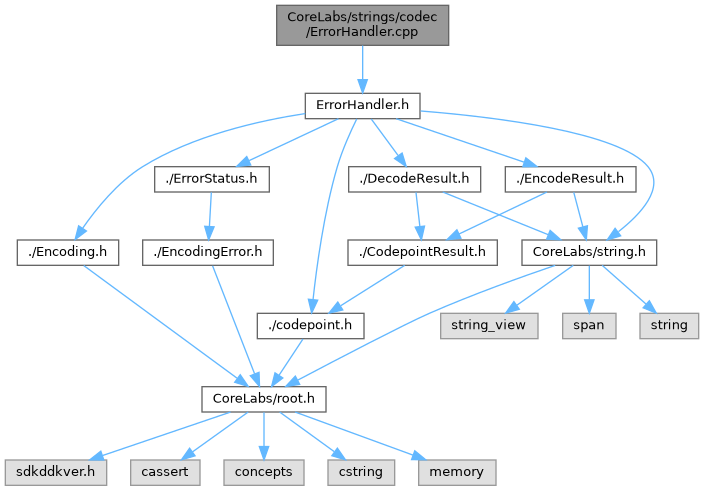 CoreLabs/strings/codec
/ErrorHandler.cpp
ErrorHandler.h
./ErrorStatus.h
./DecodeResult.h
./EncodeResult.h
./Encoding.h
./EncodingError.h
./CodepointResult.h
CoreLabs/string.h
./codepoint.h
string_view
span
string
CoreLabs/root.h
sdkddkver.h
cassert
concepts
cstring
memory